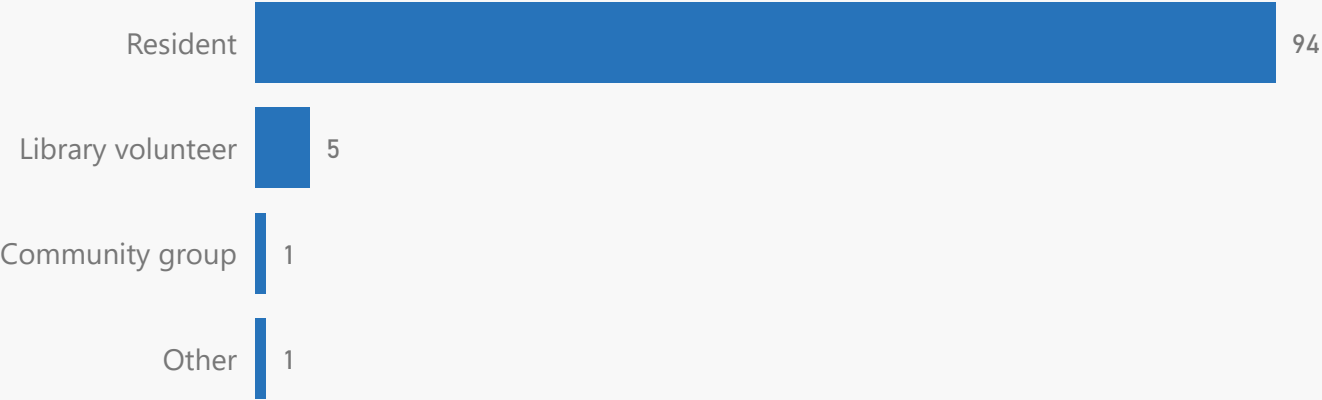 Resident 94
Library volunteer 5
Community group 1
Other 1